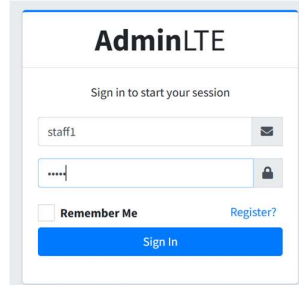 AdminLTE
Sign in to start your session
staff1
•••••
Remember Me Register?
Sign In